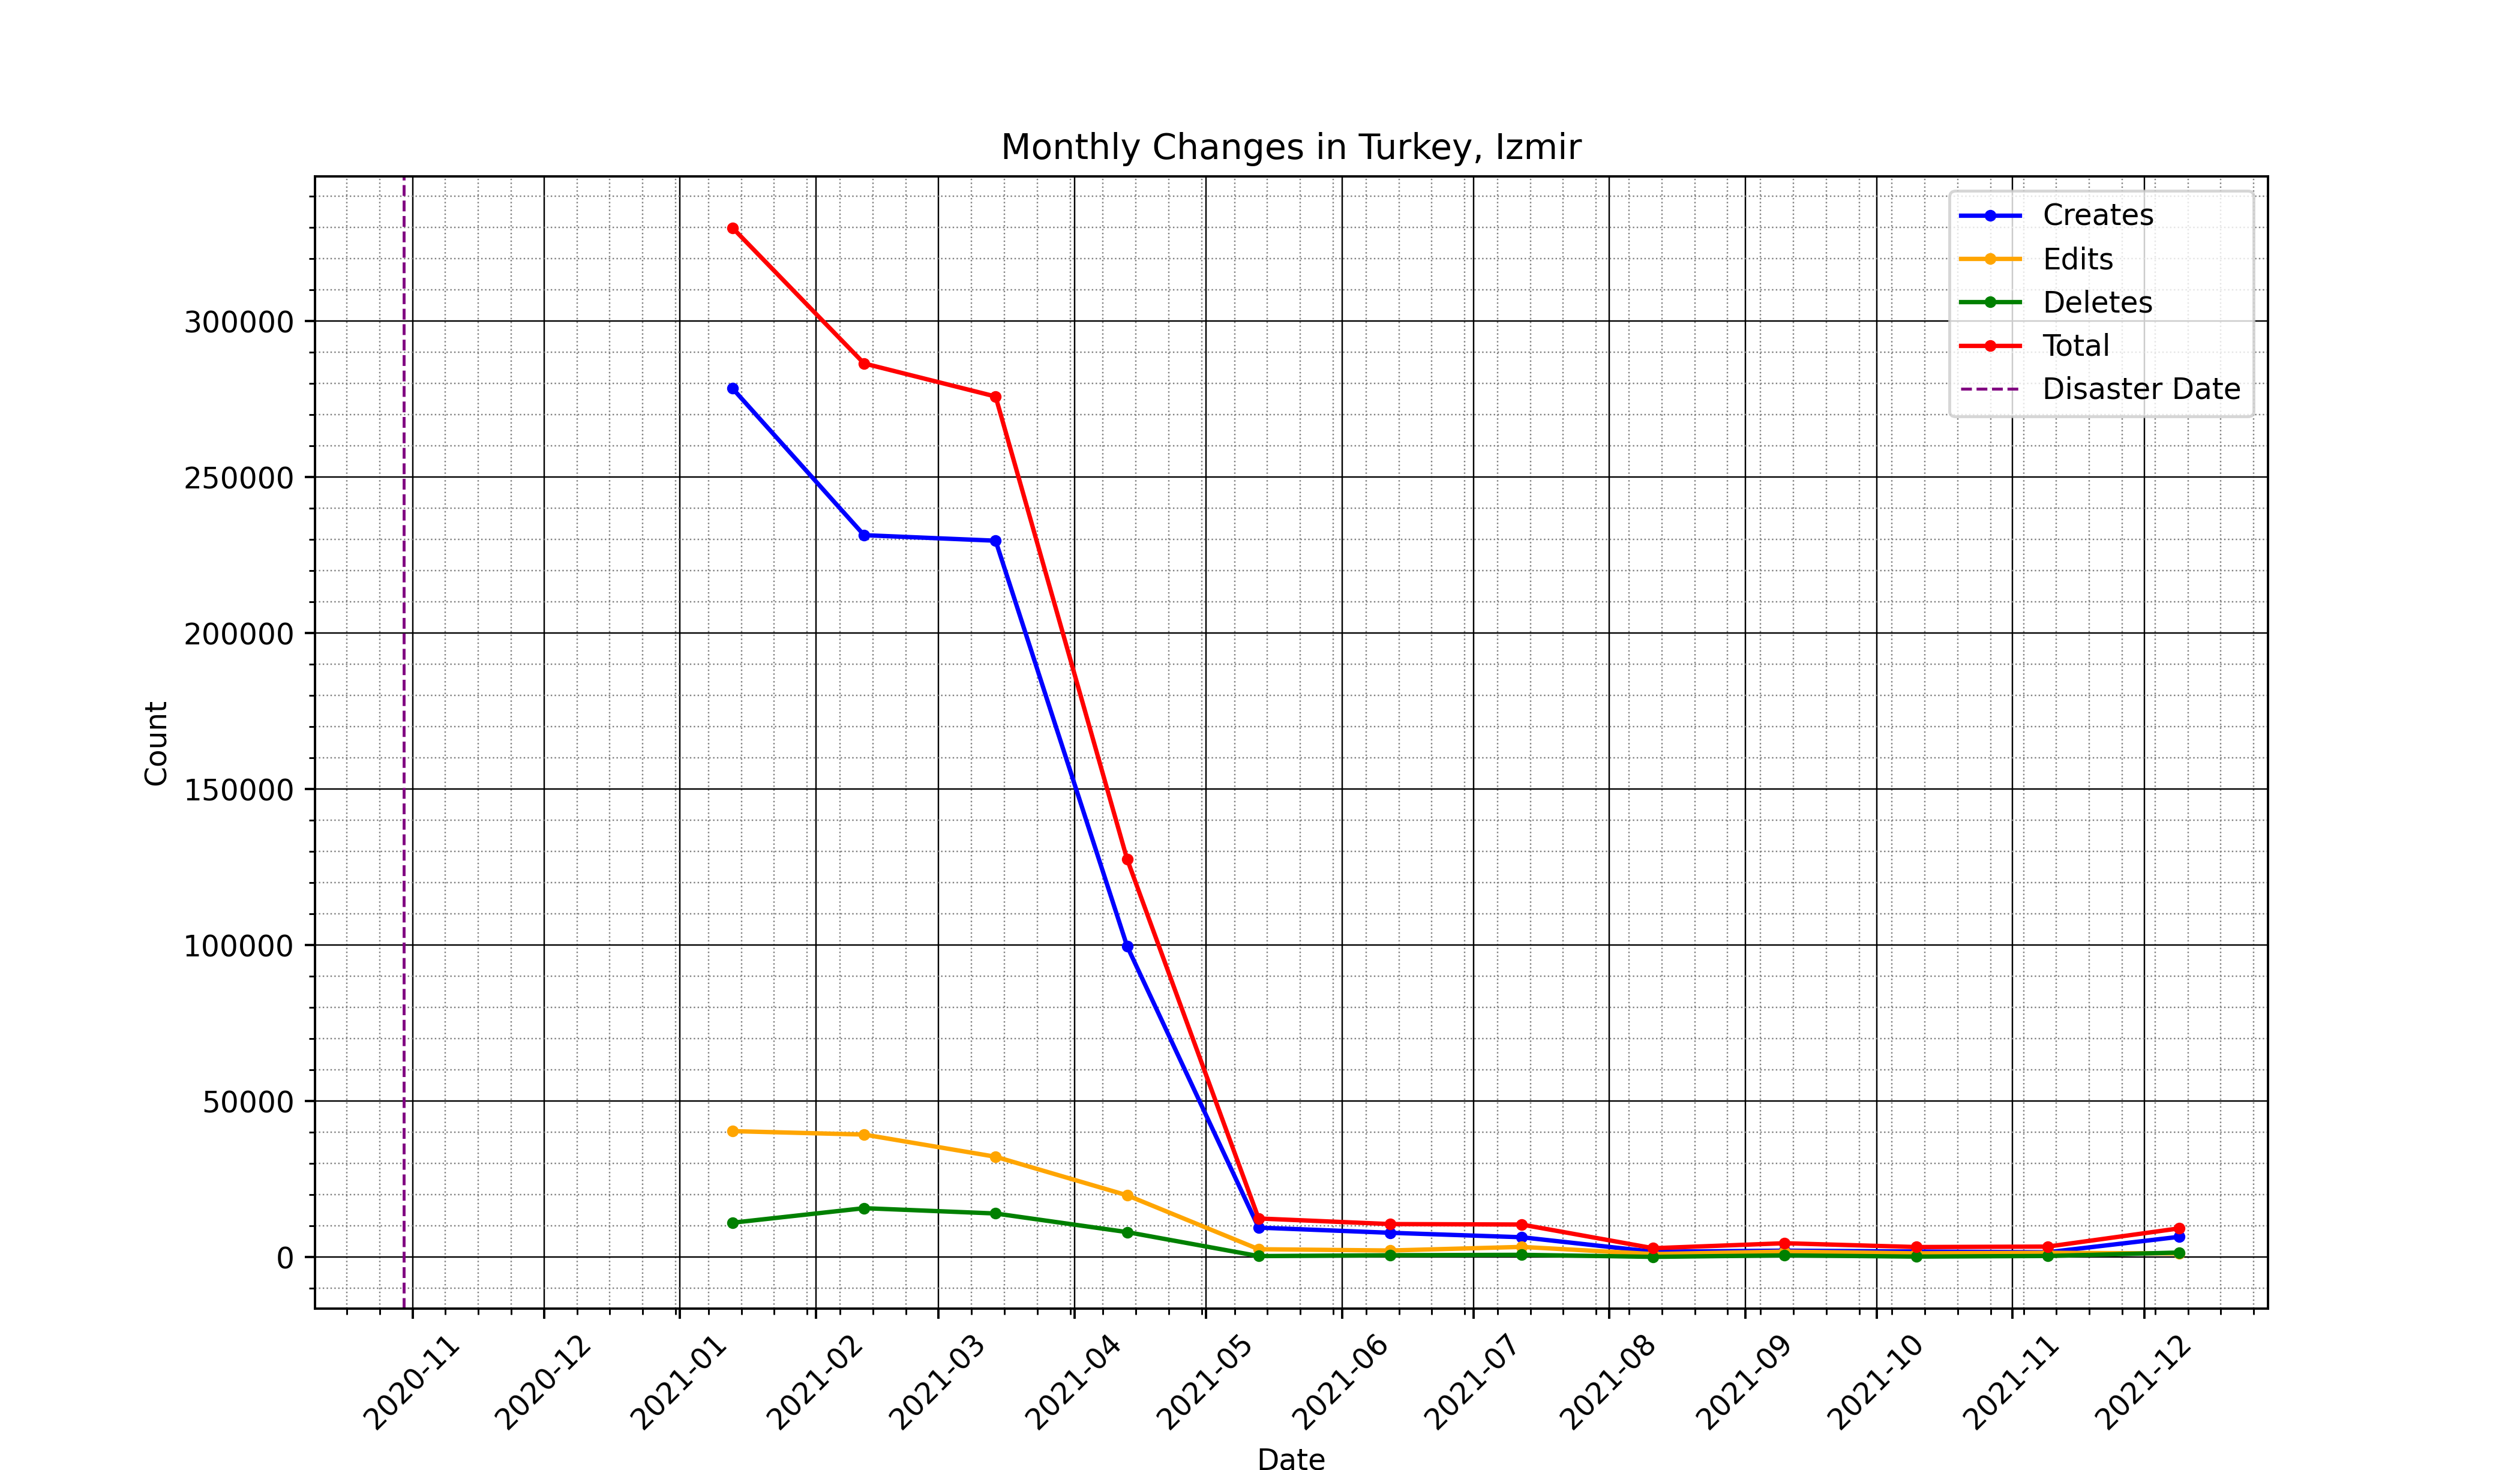 Monthly Changes in Turkey, Izmir
Creates
Edits
Deletes
Total
Disaster Date
Count
300000
250000
200000
150000
100000
50000
0
2020-11
2020-12
2021-01
2021-02
2021-03
2021-04
2021-05
2021-06
2021-07
2021-08
2021-09
2021-10
2021-11
2021-12
Date